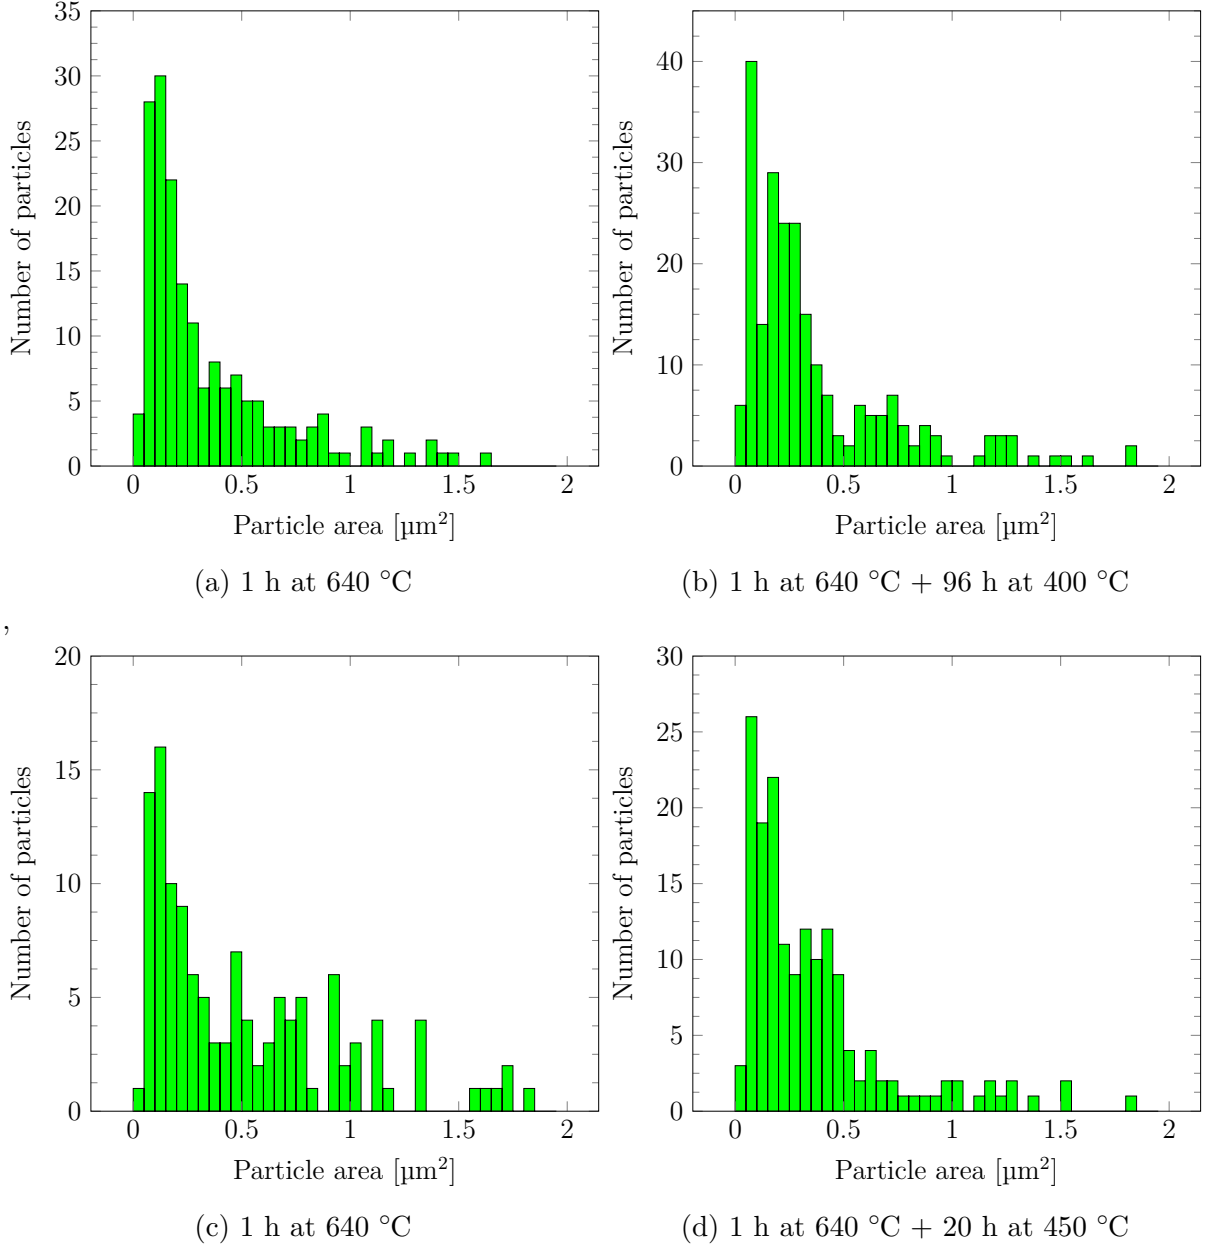 35
30
25
20
15
10
5
0
Number of particles
0 0.5 1 1.5 2
Particle area [µm²]
(a) 1 h at 640 °C
40
30
20
10
0
Number of particles
0 0.5 1 1.5 2
Particle area [µm²]
(b) 1 h at 640 °C + 96 h at 400 °C
,
20
15
10
5
0
Number of particles
0 0.5 1 1.5 2
Particle area [µm²]
(c) 1 h at 640 °C
30
25
20
15
10
5
0
Number of particles
0 0.5 1 1.5 2
Particle area [µm²]
(d) 1 h at 640 °C + 20 h at 450 °C